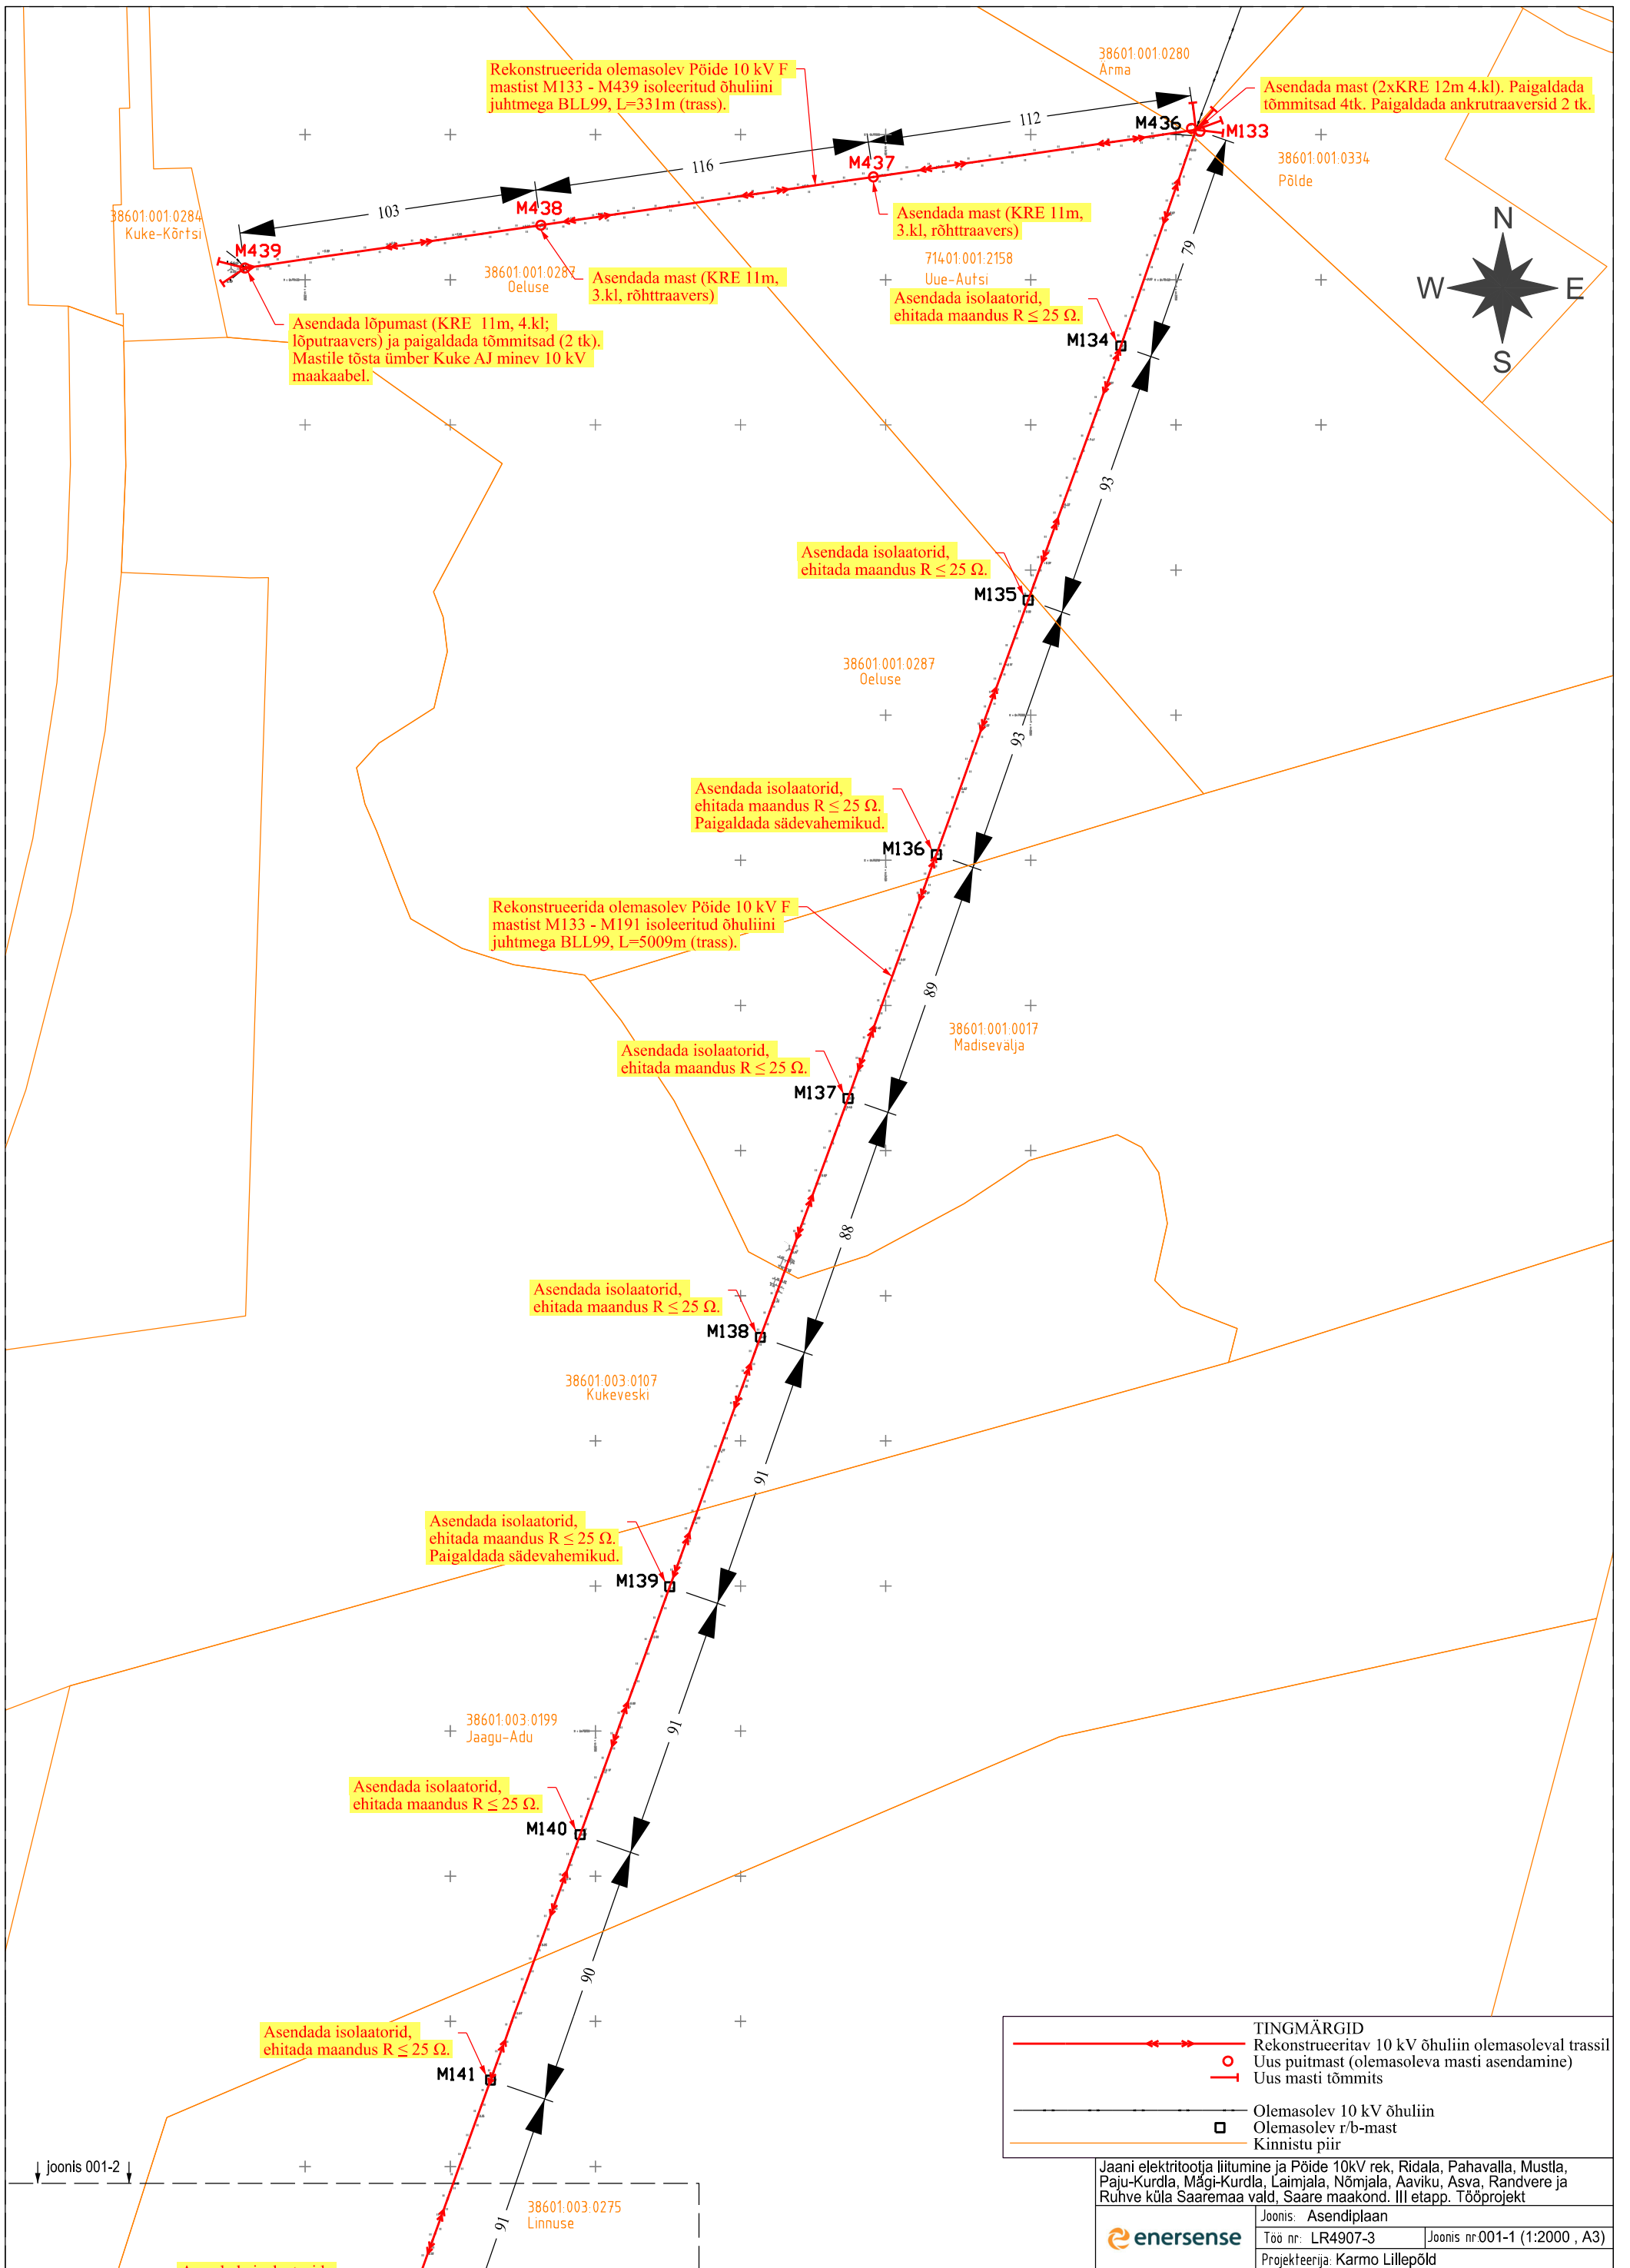 38601:001:0280
Ärma
Rekonstrueerida olemasolev Pöide 10 kV F
mastist M133 - M439 isoleeritud õhuliini
juhtmega BLL99, L=331m (trass).
Asendada mast (2xKRE 12m 4.kl). Paigaldada
tõmmitsad 4tk. Paigaldada ankrutraaversid 2 tk.
112
M436
M133
38601:001:0334
Põlde
116
M437
103
M438
38601:001:0284
Kuke-Kõrtsi
M439
Asendada mast (KRE 11m,
3.kl, rõhttraavers)
79
N
W
E
S
38601:001:0287
Oeluse
Asendada mast (KRE 11m,
3.kl, rõhttraavers)
71401:001:2158
Uue-Autsi
Asendada isolaatorid,
ehitada maandus R ≤ 25 Ω.
M134
Asendada lõpumast (KRE 11m, 4.kl;
lõputraavers) ja paigaldada tõmmitsad (2 tk).
Mastile tõsta ümber Kuke AJ minev 10 kV
maakaabel.
93
Asendada isolaatorid,
ehitada maandus R ≤ 25 Ω.
M135
38601:001:0287
Oeluse
93
Asendada isolaatorid,
ehitada maandus R ≤ 25 Ω.
Paigaldada sädevahemikud.
M136
Rekonstrueerida olemasolev Pöide 10 kV F
mastist M133 - M191 isoleeritud õhuliini
juhtmega BLL99, L=5009m (trass).
89
38601:001:0017
Madisevälja
Asendada isolaatorid,
ehitada maandus R ≤ 25 Ω.
M137
88
Asendada isolaatorid,
ehitada maandus R ≤ 25 Ω.
M138
38601:003:0107
Kukeveski
91
Asendada isolaatorid,
ehitada maandus R ≤ 25 Ω.
Paigaldada sädevahemikud.
M139
91
38601:003:0199
Jaagu-Adu
Asendada isolaatorid,
ehitada maandus R ≤ 25 Ω.
M140
90
Asendada isolaatorid,
ehitada maandus R ≤ 25 Ω.
M141
joonis 001-2
38601:003:0275
Linnuse
91
TINGMÄRGID
Rekonstrueeritav 10 kV õhuliin olemasoleval trassil
Uus puitmast (olemasoleva masti asendamine)
Uus masti tõmmits
Olemasolev 10 kV õhuliin
Olemasolev r/b-mast
Kinnistu piir
Jaani elektritootja liitumine ja Pöide 10kV rek, Ridala, Pahavalla, Mustla,
Paju-Kurdla, Mägi-Kurdla, Laimjala, Nõmjala, Aaviku, Asva, Randvere ja
Ruhve küla Saaremaa vald, Saare maakond. III etapp. Tööprojekt
enersense
Joonis: Asendiplaan
Töö nr: LR4907-3
Joonis nr:001-1 (1:2000 , A3)
Projekteerija: Karmo Lillepõld